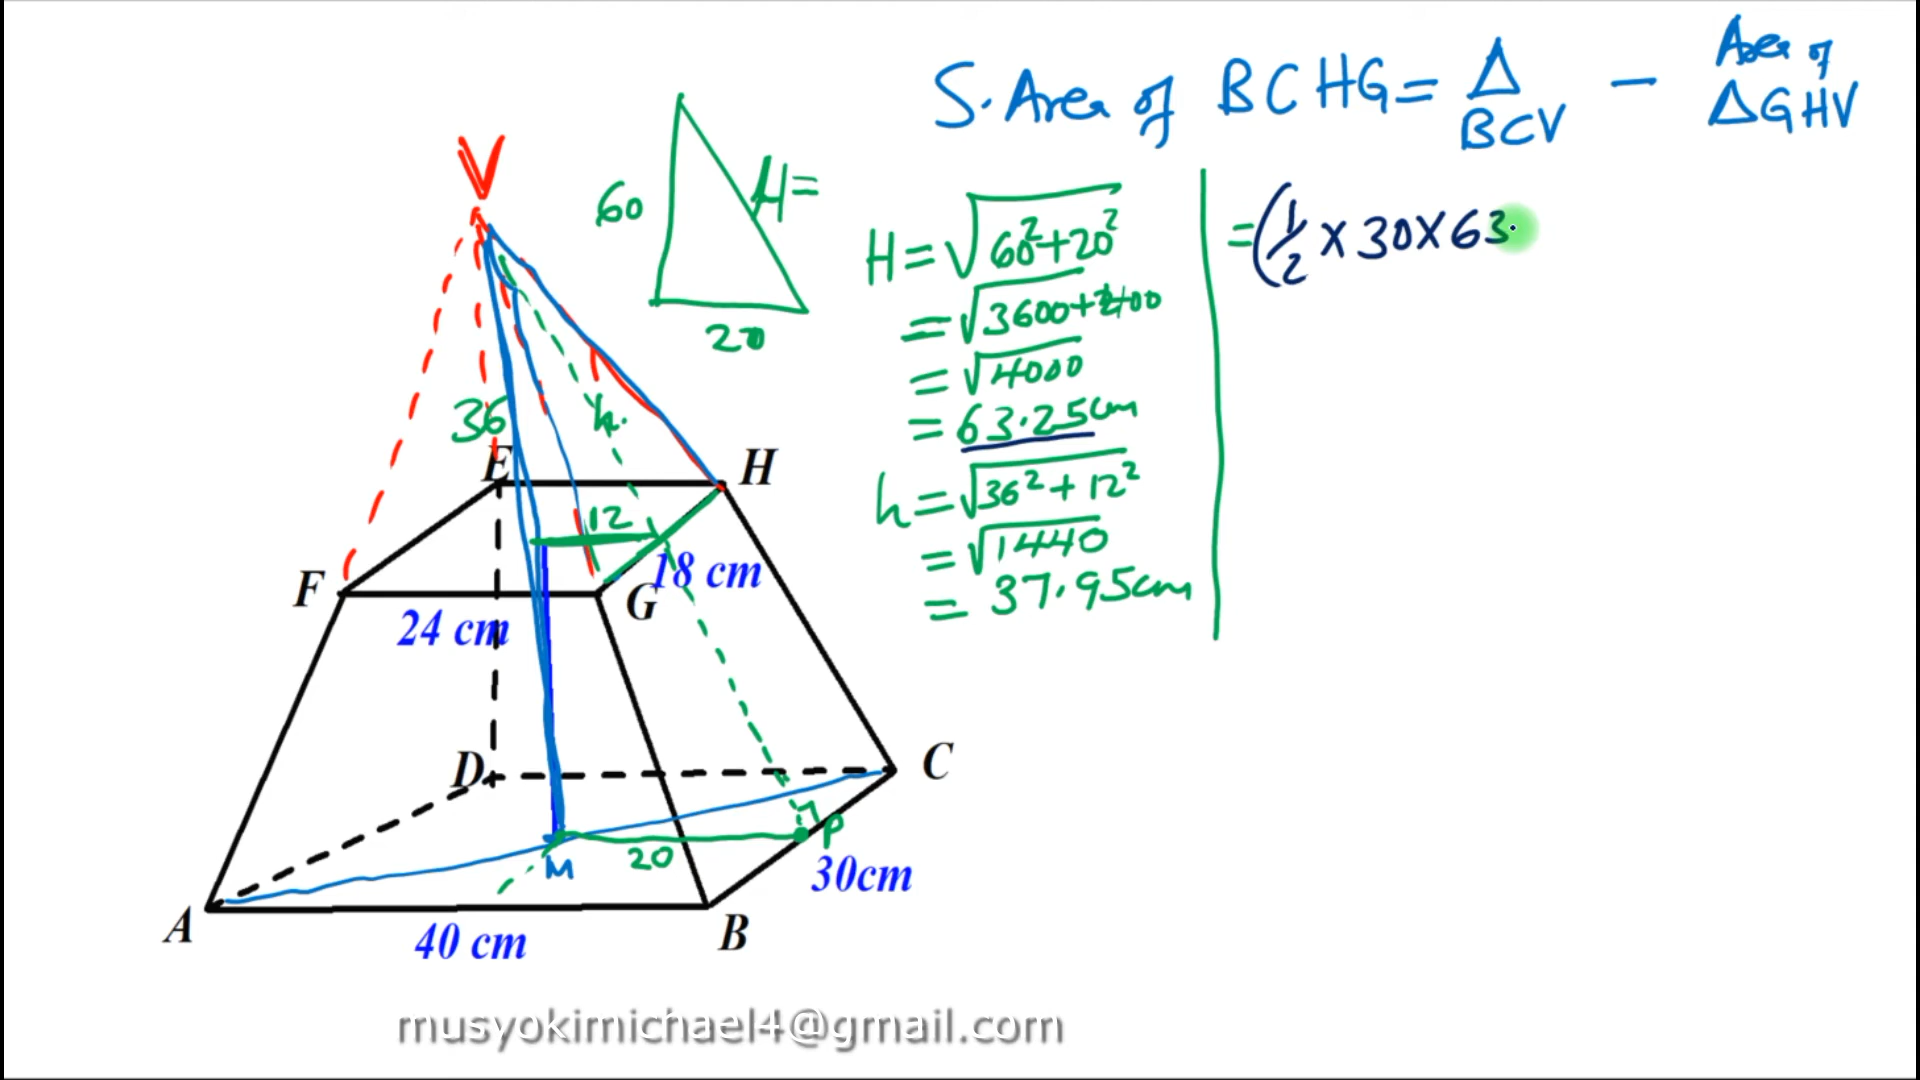 S. Area of BCHG = Δ BCV − Area of ΔGHV
V
60
H =
20
H = √60²+20²
= √3600+400
= √4000
= 63.25cm
h = √36²+12²
= √1440
= 37.95cm
= (1/2 × 30 × 63
36
h
E
H
12
18 cm
F
G
24 cm
D
C
P
M
20
30cm
A
B
40 cm
musyokimichael4@gmail.com